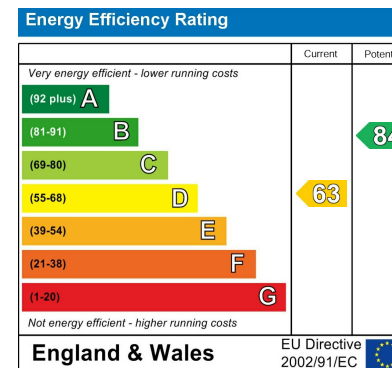 Energy Efficiency Rating
Current Potent
Very energy efficient - lower running costs
(92 plus) A
(81-91) B 84
(69-80) C
(55-68) D 63
(39-54) E
(21-38) F
(1-20) G
Not energy efficient - higher running costs
England & Wales
EU Directive
2002/91/EC